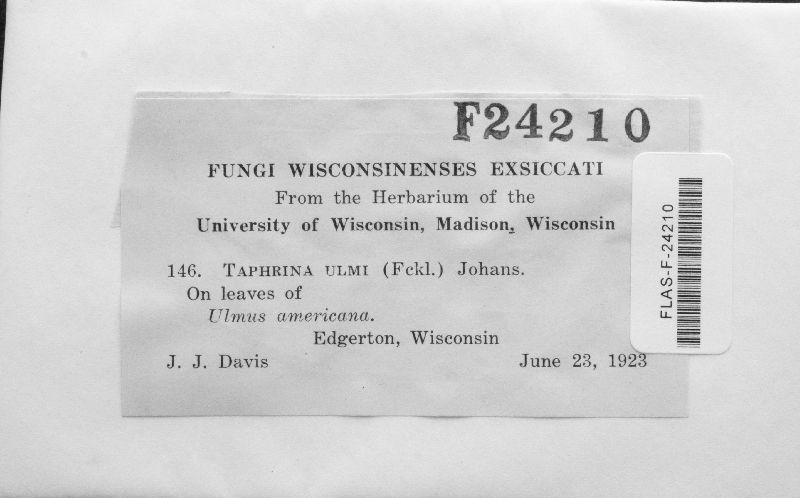 F24210
FUNGI WISCONSINENSES EXSICCATI
From the Herbarium of the
University of Wisconsin, Madison, Wisconsin
146. TAPHRINA ULMI (Fckl.) Johans.
On leaves of
Ulmus americana.
Edgerton, Wisconsin
J. J. Davis June 23, 1923
FLAS-F-24210